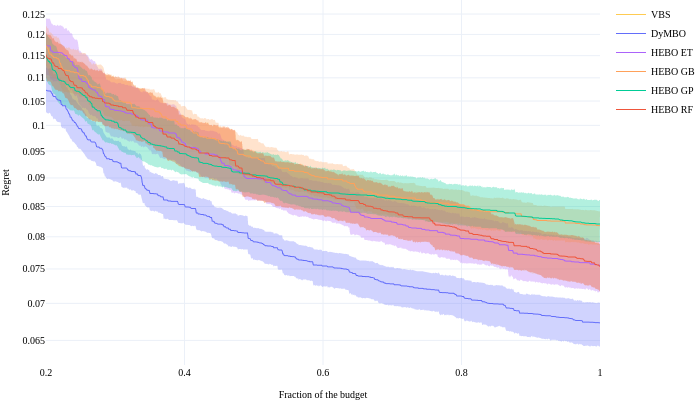 0.125
0.12
0.115
0.11
0.105
0.1
0.095
0.09
0.085
0.08
0.075
0.07
0.065
Regret
0.2
0.4
0.6
0.8
1
Fraction of the budget
VBS
DyMBO
HEBO ET
HEBO GB
HEBO GP
HEBO RF